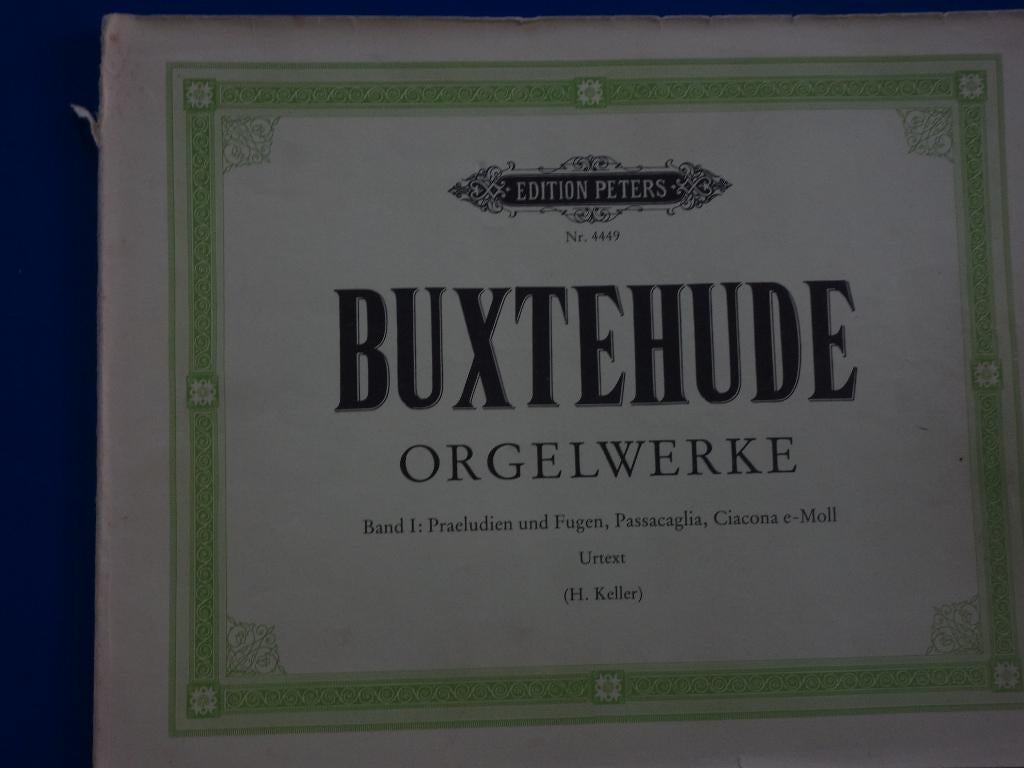 EDITION PETERS
Nr. 4449
BUXTEHUDE
ORGELWERKE
Band I: Praeludien und Fugen, Passacaglia, Ciacona e-Moll
Urtext
(H. Keller)